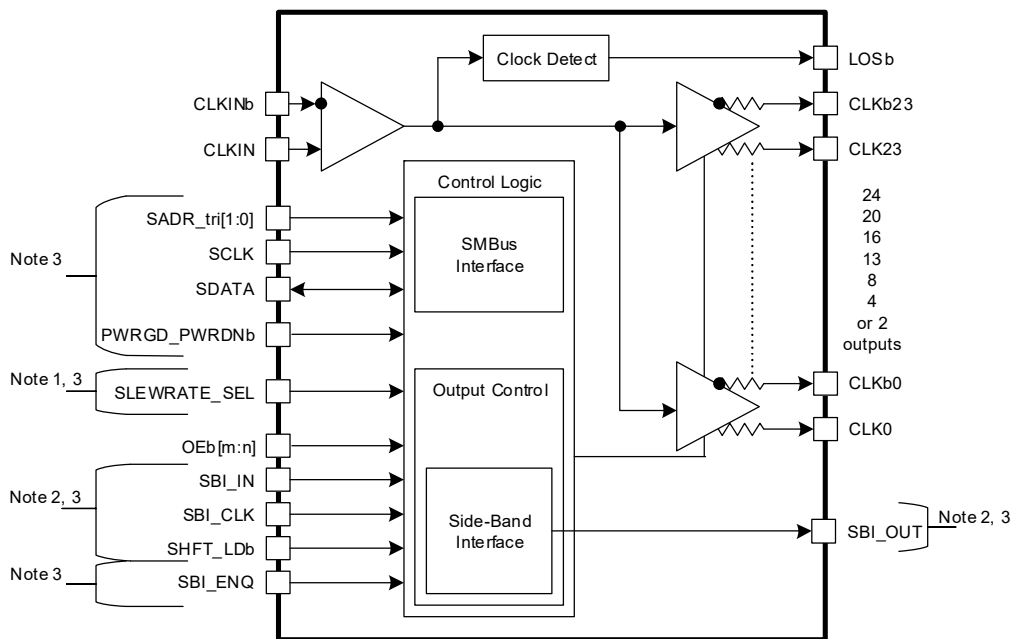 Clock Detect
LOSb
CLKINb
CLKb23
CLKIN
CLK23
Control Logic
SADR_tri[1:0]
SMBus
Interface
SCLK
Note 3
SDATA
PWRGD_PWRDNb
24
20
16
13
8
4
or 2
outputs
Note 1, 3
SLEWRATE_SEL
Output Control
CLKb0
CLK0
OEb[m:n]
SBI_IN
Note 2, 3
SBI_CLK
Side-Band
Interface
SHFT_LDb
SBI_OUT
Note 2, 3
Note 3
SBI_ENQ